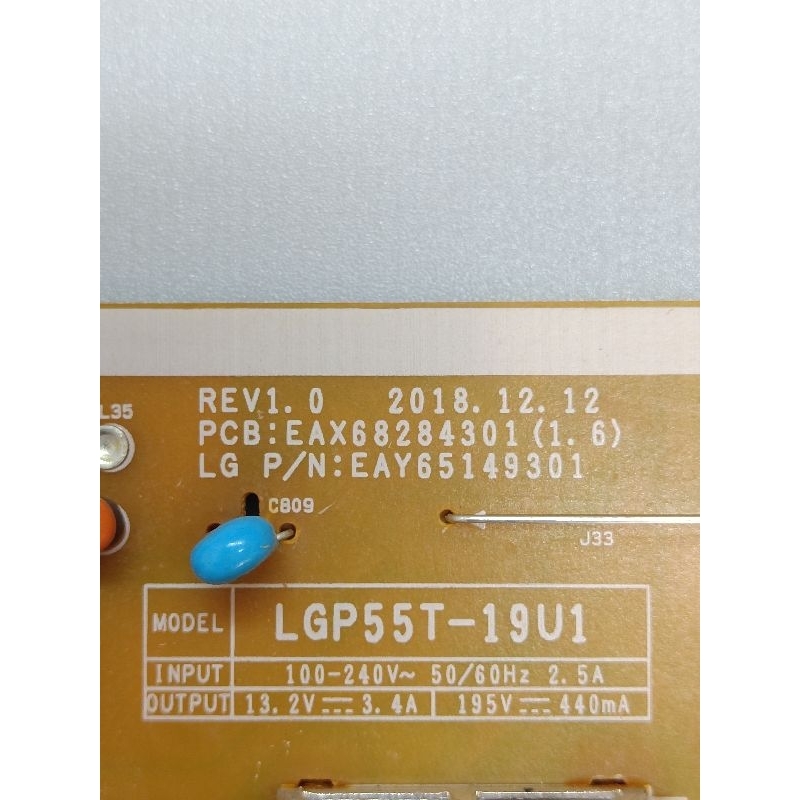 REV1.0 2018.12.12
PCB:EAX68284301(1.6)
LG P/N:EAY65149301
L35
C809
J33
MODEL LGP55T-19U1
INPUT 100-240V~ 50/60Hz 2.5A
OUTPUT 13.2V⎓3.4A 195V⎓440mA